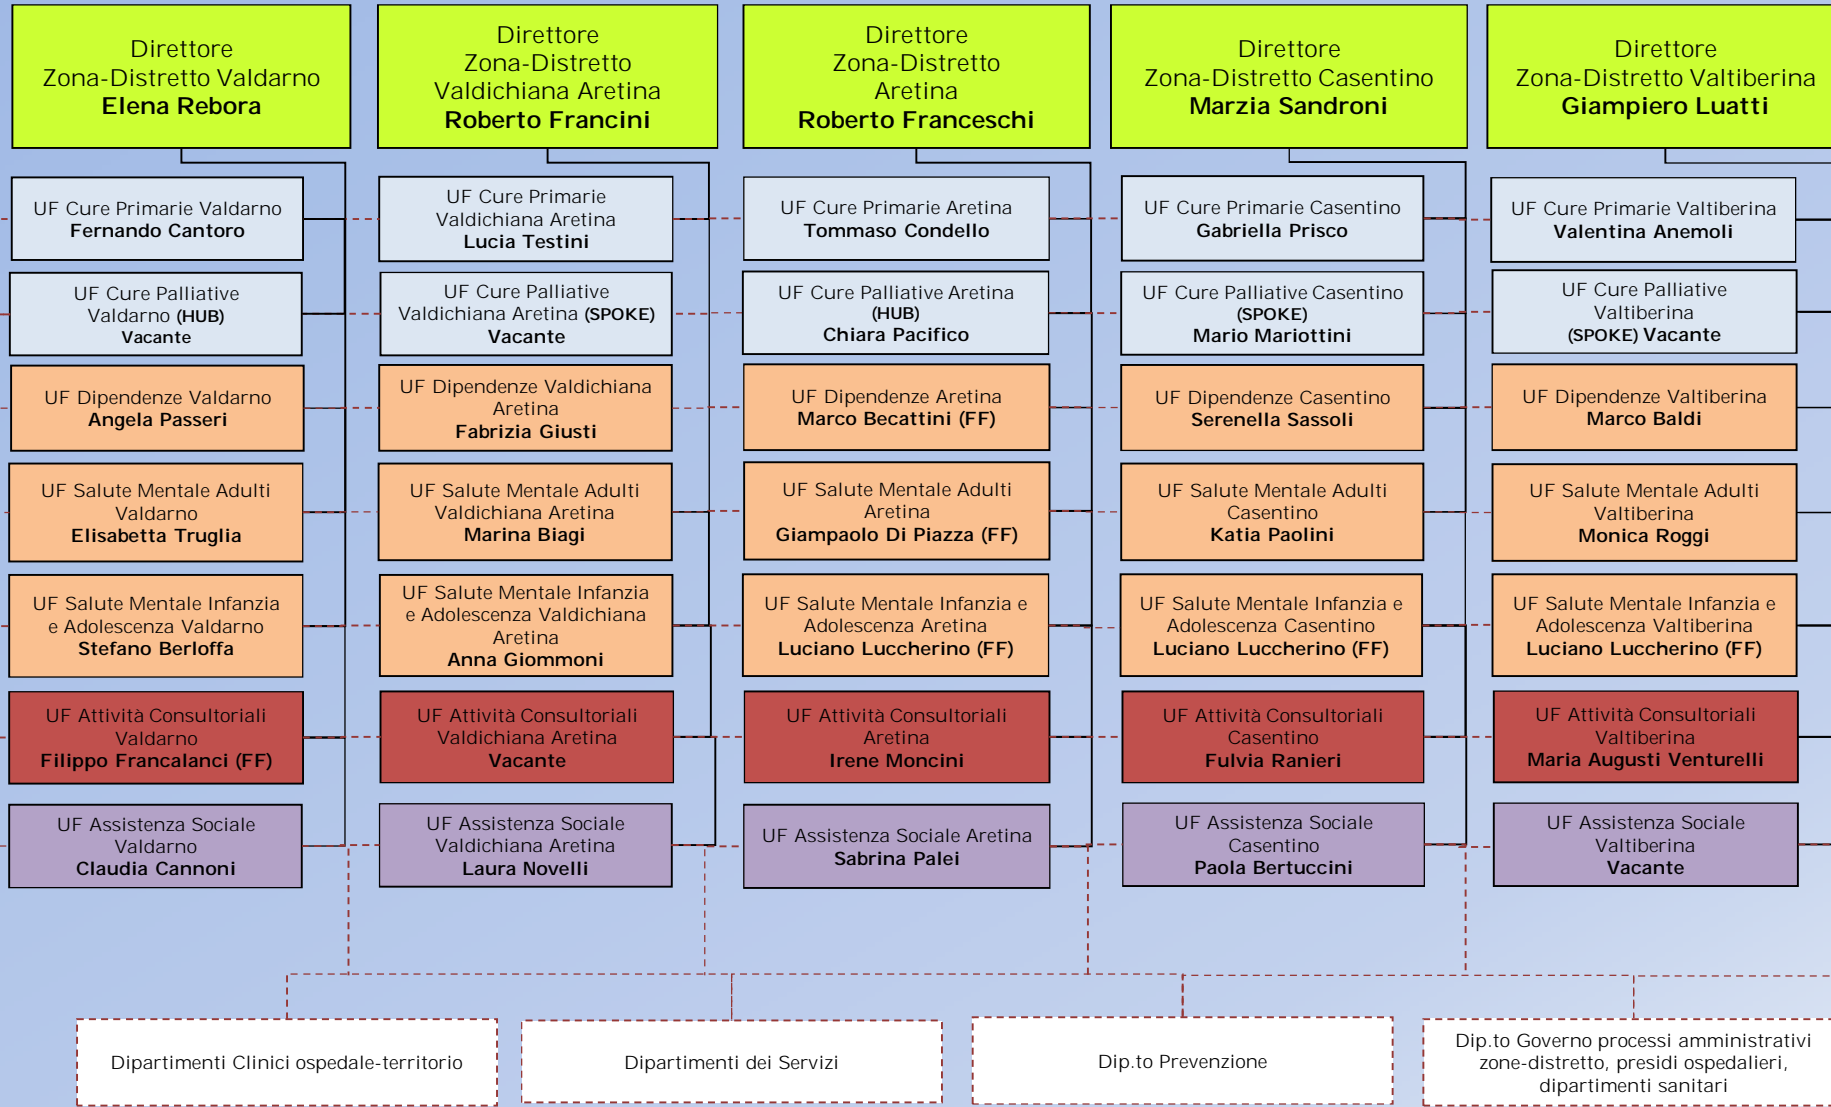 Direttore
Zona-Distretto Valdarno
Elena Rebora
Direttore
Zona-Distretto
Valdichiana Aretina
Roberto Francini
Direttore
Zona-Distretto
Aretina
Roberto Franceschi
Direttore
Zona-Distretto Casentino
Marzia Sandroni
Direttore
Zona-Distretto Valtiberina
Giampiero Luatti
UF Cure Primarie Valdarno
Fernando Cantoro
UF Cure Primarie
Valdichiana Aretina
Lucia Testini
UF Cure Primarie Aretina
Tommaso Condello
UF Cure Primarie Casentino
Gabriella Prisco
UF Cure Primarie Valtiberina
Valentina Anemoli
UF Cure Palliative
Valdarno (HUB)
Vacante
UF Cure Palliative
Valdichiana Aretina (SPOKE)
Vacante
UF Cure Palliative Aretina
(HUB)
Chiara Pacifico
UF Cure Palliative Casentino
(SPOKE)
Mario Mariottini
UF Cure Palliative
Valtiberina
(SPOKE) Vacante
UF Dipendenze Valdarno
Angela Passeri
UF Dipendenze Valdichiana
Aretina
Fabrizia Giusti
UF Dipendenze Aretina
Marco Becattini (FF)
UF Dipendenze Casentino
Serenella Sassoli
UF Dipendenze Valtiberina
Marco Baldi
UF Salute Mentale Adulti
Valdarno
Elisabetta Truglia
UF Salute Mentale Adulti
Valdichiana Aretina
Marina Biagi
UF Salute Mentale Adulti
Aretina
Giampaolo Di Piazza (FF)
UF Salute Mentale Adulti
Casentino
Katia Paolini
UF Salute Mentale Adulti
Valtiberina
Monica Roggi
UF Salute Mentale Infanzia
e Adolescenza Valdarno
Stefano Berloffa
UF Salute Mentale Infanzia
e Adolescenza Valdichiana
Aretina
Anna Giommoni
UF Salute Mentale Infanzia e
Adolescenza Aretina
Luciano Luccherino (FF)
UF Salute Mentale Infanzia e
Adolescenza Casentino
Luciano Luccherino (FF)
UF Salute Mentale Infanzia e
Adolescenza Valtiberina
Luciano Luccherino (FF)
UF Attività Consultoriali
Valdarno
Filippo Francalanci (FF)
UF Attività Consultoriali
Valdichiana Aretina
Vacante
UF Attività Consultoriali
Aretina
Irene Moncini
UF Attività Consultoriali
Casentino
Fulvia Ranieri
UF Attività Consultoriali
Valtiberina
Maria Augusti Venturelli
UF Assistenza Sociale
Valdarno
Claudia Cannoni
UF Assistenza Sociale
Valdichiana Aretina
Laura Novelli
UF Assistenza Sociale Aretina
Sabrina Palei
UF Assistenza Sociale
Casentino
Paola Bertuccini
UF Assistenza Sociale
Valtiberina
Vacante
Dipartimenti Clinici ospedale-territorio
Dipartimenti dei Servizi
Dip.to Prevenzione
Dip.to Governo processi amministrativi
zone-distretto, presidi ospedalieri,
dipartimenti sanitari